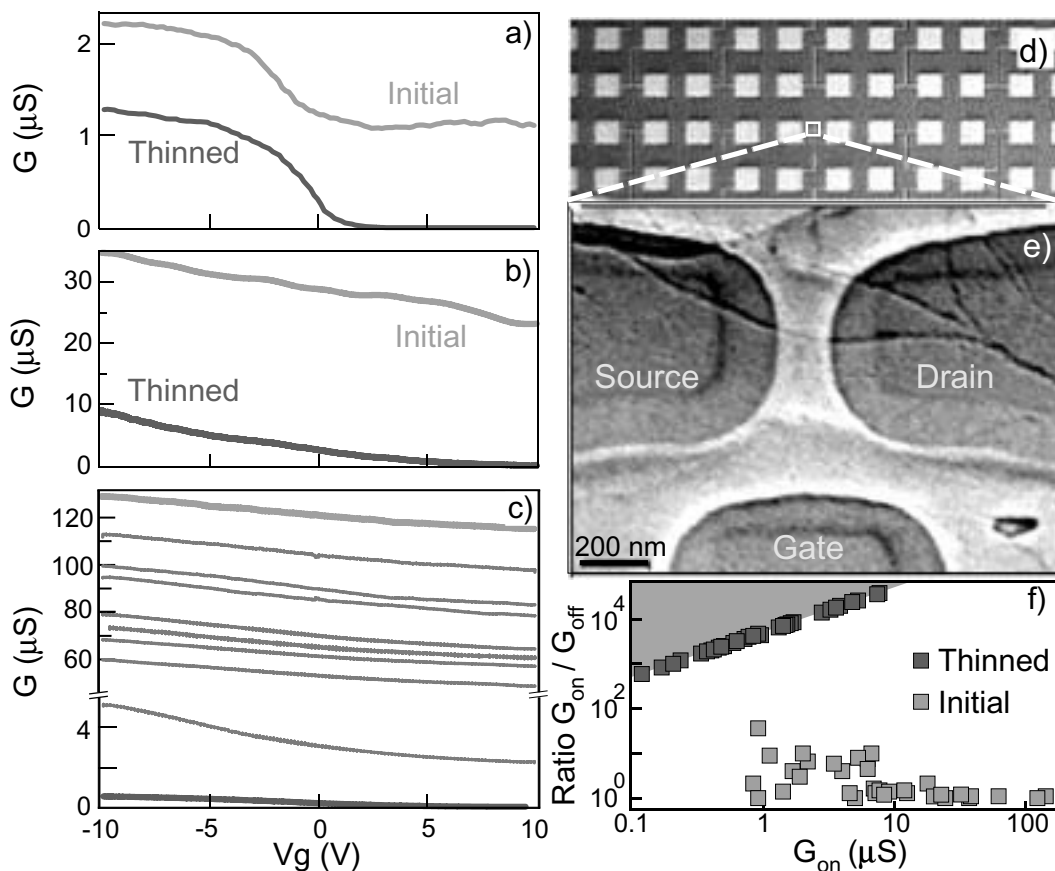 a)
2
1
0
G (µS)
Initial
Thinned
b)
30
20
10
0
G (µS)
Initial
Thinned
c)
120
100
80
60
4
2
0
G (µS)
-10 -5 0 5 10
Vg (V)
d)
e)
Source Drain
Gate
200 nm
f)
10^4
10^2
10^0
Ratio G_on / G_off
Thinned
Initial
0.1 1 10 100
G_on (µS)